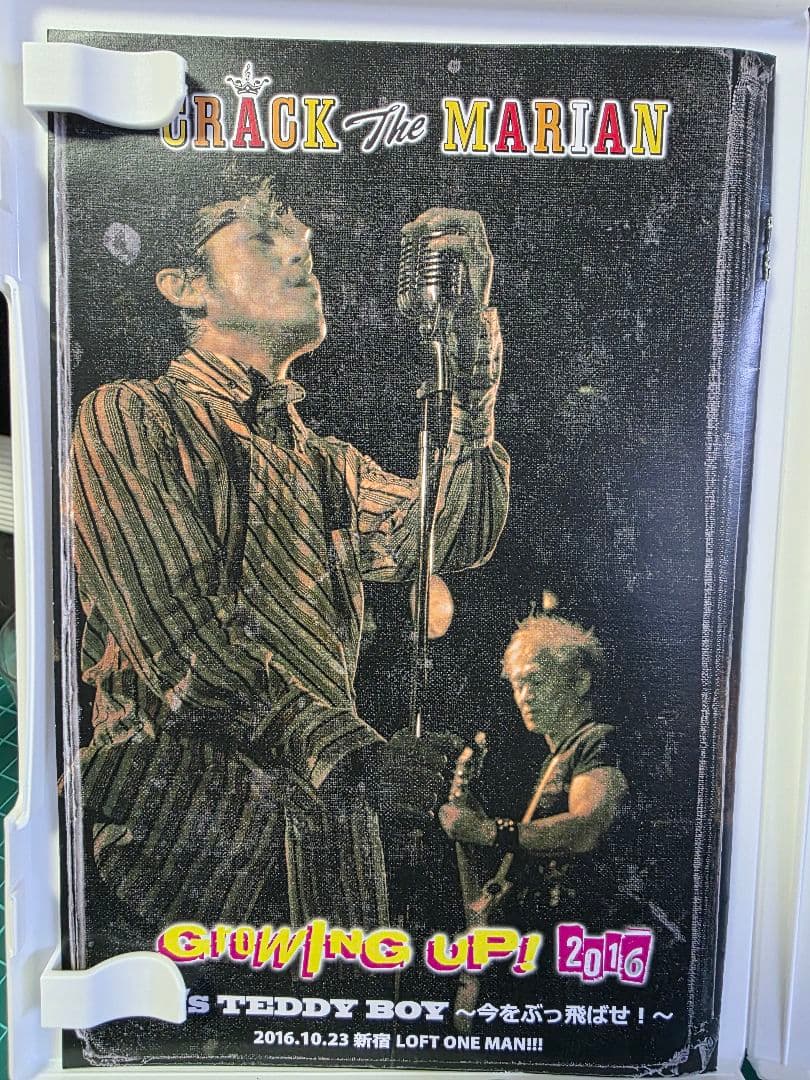 CRACK The MARIAN
GROWING UP! 2016
TEDDY BOY ～今をぶっ飛ばせ！～
2016.10.23 新宿 LOFT ONE MAN!!!